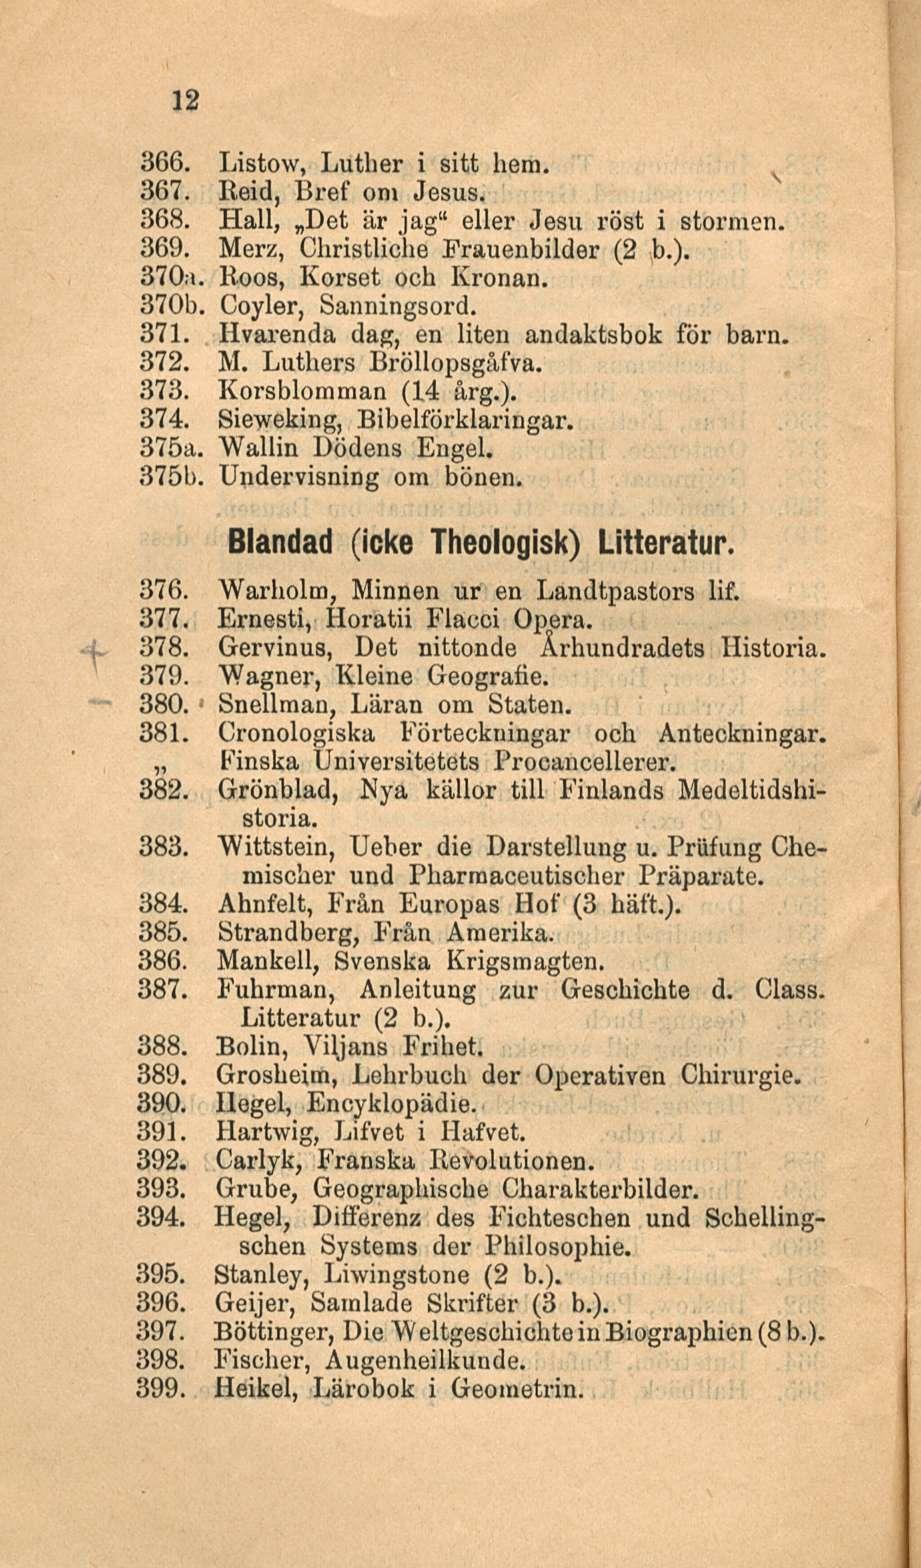 12
366. Listow, Luther i sitt hem.
367. Reid, Bref om Jesus.
368. Hall, „Det är jag“ eller Jesu röst i stormen.
369. Merz, Christliche Frauenbilder (2 b.).
370a. Roos, Korset och Kronan.
370b. Coyler, Sanningsord.
371. Hvarenda dag, en liten andaktsbok för barn.
372. M. Luthers Bröllopsgåfva.
373. Korsblomman (14 årg.).
374. Sieweking, Bibelförklaringar.
375a. Wallin Dödens Engel.
375b. Undervisning om bönen.
Blandad (icke Theologisk) Litteratur.
376. Warholm, Minnen ur en Landtpastors lif.
377. Ernesti, Horatii Flacci Opera.
378. Gervinus, Det nittonde Århundradets Historia.
379. Wagner, Kleine Geografie.
380. Snellman, Läran om Staten.
381. Cronologiska Förteckningar och Anteckningar.
„ Finska Universitetets Procancellerer.
382. Grönblad, Nya källor till Finlands Medeltidshi-
storia.
383. Wittstein, Ueber die Darstellung u. Prüfung Che-
mischer und Pharmaceutischer Präparate.
384. Ahnfelt, Från Europas Hof (3 häft.).
385. Strandberg, Från Amerika.
386. Mankell, Svenska Krigsmagten.
387. Fuhrman, Anleitung zur Geschichte d. Class.
Litteratur (2 b.).
388. Bolin, Viljans Frihet.
389. Grosheim, Lehrbuch der Operativen Chirurgie.
390. Hegel, Encyklopädie.
391. Hartwig, Lifvet i Hafvet.
392. Carlyk, Franska Revolutionen.
393. Grube, Geographische Charakterbilder.
394. Hegel, Differenz des Fichteschen und Schelling-
schen Systems der Philosophie.
395. Stanley, Liwingstone (2 b.).
396. Geijer, Samlade Skrifter (3 b.).
397. Böttinger, Die Weltgeschichte in Biographien (8 b.).
398. Fischer, Augenheilkunde.
399. Heikel, Lärobok i Geometrin.